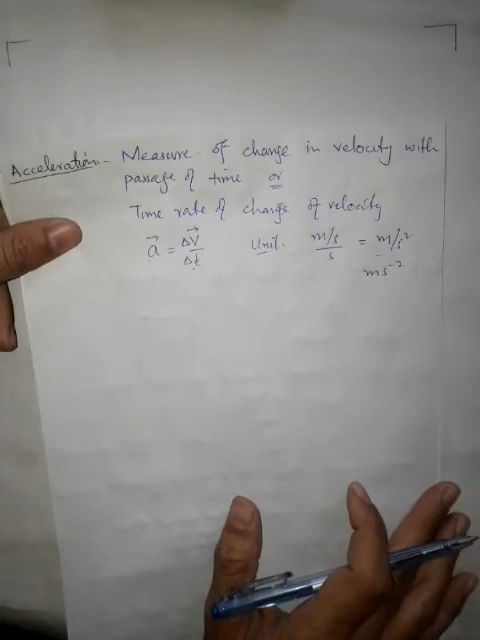 Acceleration - Measure of change in velocity with
passage of time or
Time rate of change of velocity
a⃗ = Δv⃗/Δt Unit. m/s/s = m/s²
ms⁻²